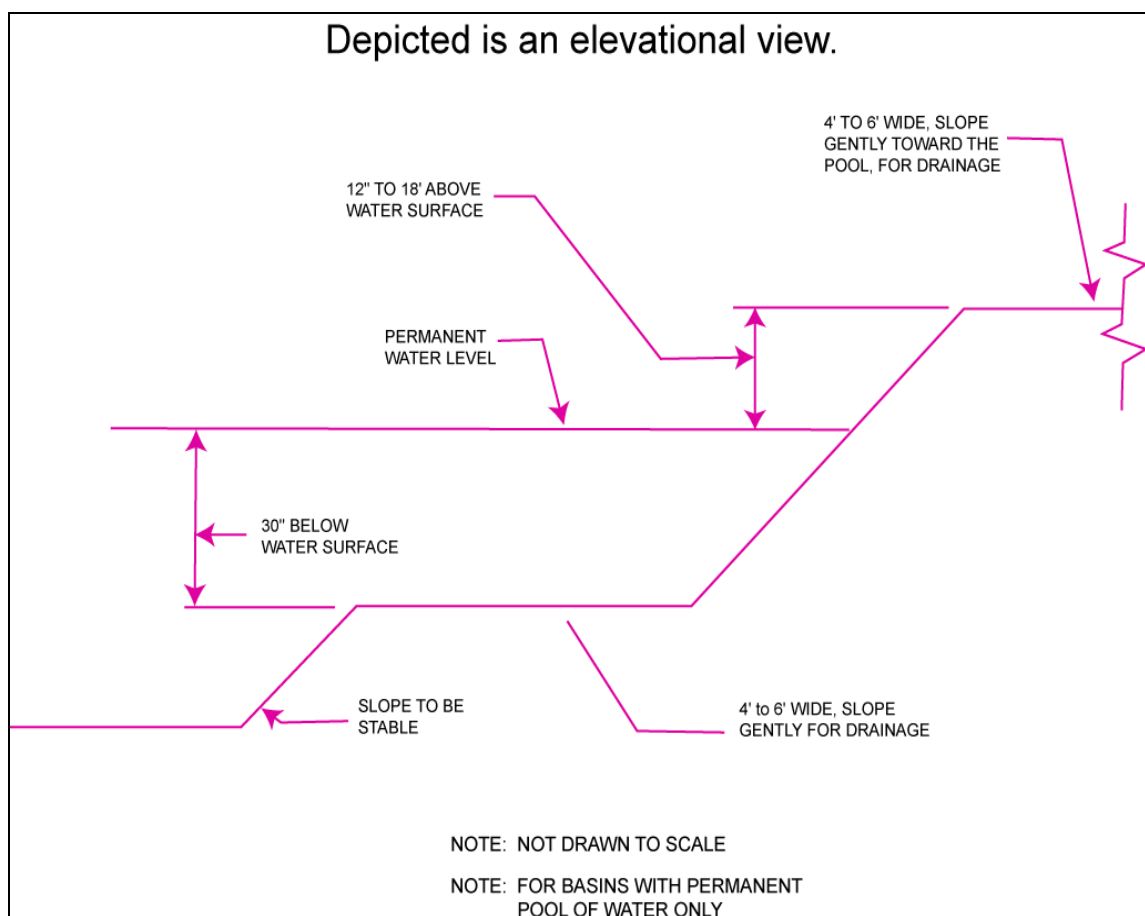 Depicted is an elevational view.
4' TO 6' WIDE, SLOPE
GENTLY TOWARD THE
POOL, FOR DRAINAGE
12" TO 18' ABOVE
WATER SURFACE
PERMANENT
WATER LEVEL
30" BELOW
WATER SURFACE
SLOPE TO BE
STABLE
4' to 6' WIDE, SLOPE
GENTLY FOR DRAINAGE
NOTE: NOT DRAWN TO SCALE
NOTE: FOR BASINS WITH PERMANENT
POOL OF WATER ONLY